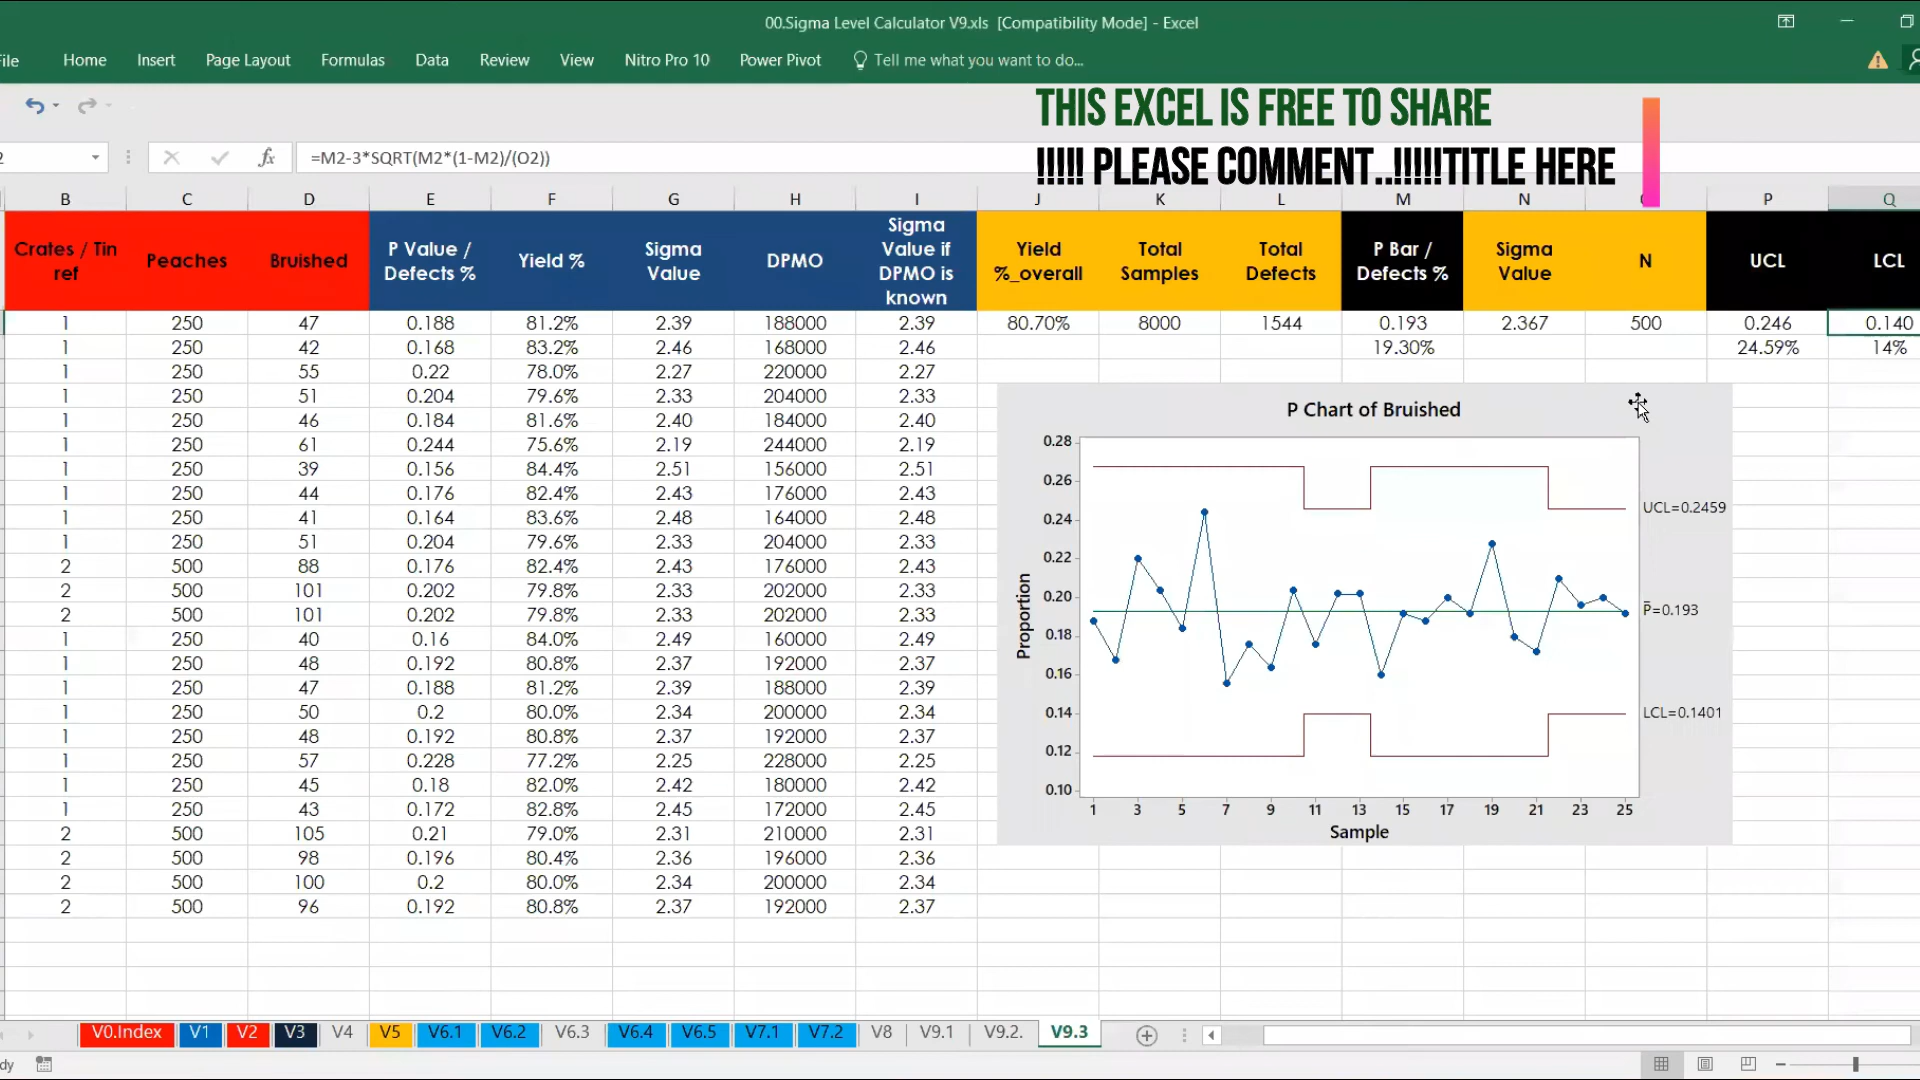 00.Sigma Level Calculator V9.xls [Compatibility Mode] - Excel
File Home Insert Page Layout Formulas Data Review View Nitro Pro 10 Power Pivot Tell me what you want to do...
THIS EXCEL IS FREE TO SHARE
!!!!! PLEASE COMMENT..!!!!!TITLE HERE
2 fx =M2-3*SQRT(M2*(1-M2)/(O2))
B C D E F G H I J K L M N O P Q
Crates / Tin ref Peaches Bruished P Value / Defects % Yield % Sigma Value DPMO Sigma Value if DPMO is known Yield %_overall Total Samples Total Defects P Bar / Defects % Sigma Value N UCL LCL
1 250 47 0.188 81.2% 2.39 188000 2.39 80.70% 8000 1544 0.193 2.367 500 0.246 0.140
1 250 42 0.168 83.2% 2.46 168000 2.46 19.30% 24.59% 14%
1 250 55 0.22 78.0% 2.27 220000 2.27
1 250 51 0.204 79.6% 2.33 204000 2.33
1 250 46 0.184 81.6% 2.40 184000 2.40
1 250 61 0.244 75.6% 2.19 244000 2.19
1 250 39 0.156 84.4% 2.51 156000 2.51
1 250 44 0.176 82.4% 2.43 176000 2.43
1 250 41 0.164 83.6% 2.48 164000 2.48
1 250 51 0.204 79.6% 2.33 204000 2.33
2 500 88 0.176 82.4% 2.43 176000 2.43
2 500 101 0.202 79.8% 2.33 202000 2.33
2 500 101 0.202 79.8% 2.33 202000 2.33
1 250 40 0.16 84.0% 2.49 160000 2.49
1 250 48 0.192 80.8% 2.37 192000 2.37
1 250 47 0.188 81.2% 2.39 188000 2.39
1 250 50 0.2 80.0% 2.34 200000 2.34
1 250 48 0.192 80.8% 2.37 192000 2.37
1 250 57 0.228 77.2% 2.25 228000 2.25
1 250 45 0.18 82.0% 2.42 180000 2.42
1 250 43 0.172 82.8% 2.45 172000 2.45
2 500 105 0.21 79.0% 2.31 210000 2.31
2 500 98 0.196 80.4% 2.36 196000 2.36
2 500 100 0.2 80.0% 2.34 200000 2.34
2 500 96 0.192 80.8% 2.37 192000 2.37
P Chart of Bruished
0.28
0.26
0.24
0.22
0.20
0.18
0.16
0.14
0.12
0.10
Proportion
UCL=0.2459
P̄=0.193
LCL=0.1401
1 3 5 7 9 11 13 15 17 19 21 23 25
Sample
V0.Index V1 V2 V3 V4 V5 V6.1 V6.2 V6.3 V6.4 V6.5 V7.1 V7.2 V8 V9.1 V9.2. V9.3
dy